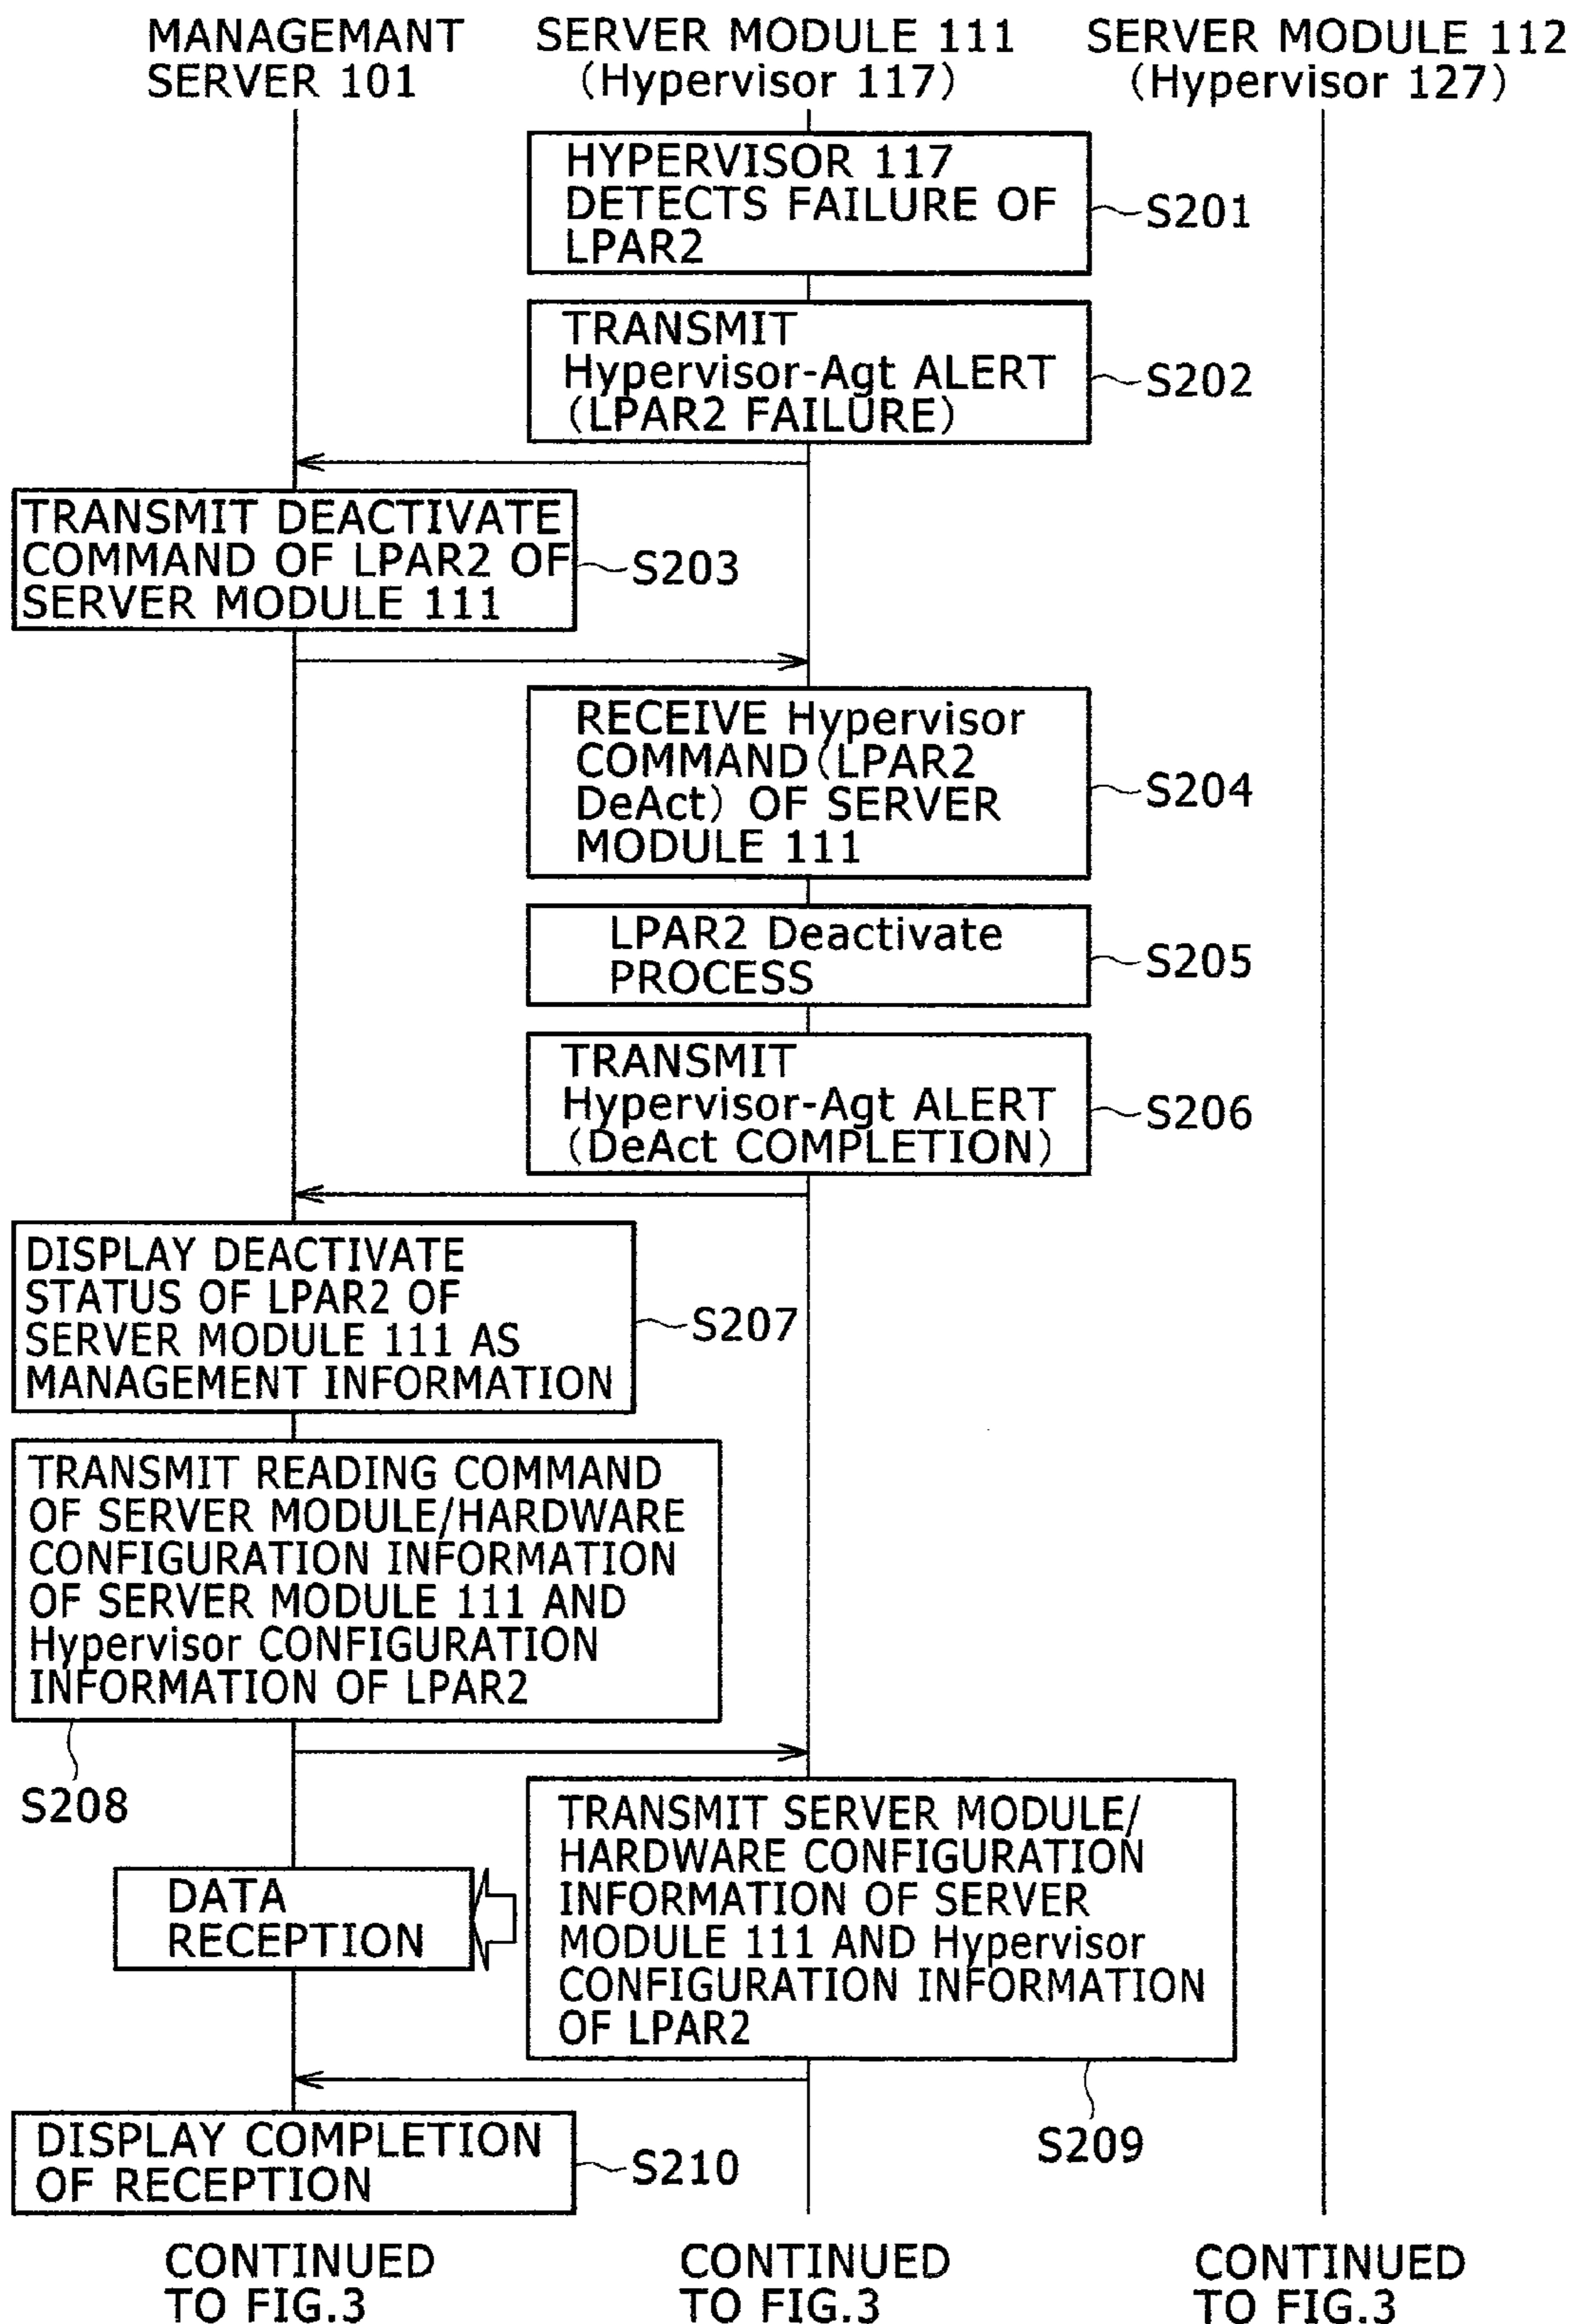 MANAGEMANT
SERVER 101
SERVER MODULE 111
(Hypervisor 117)
SERVER MODULE 112
(Hypervisor 127)
HYPERVISOR 117
DETECTS FAILURE OF
LPAR2
S201
TRANSMIT
Hypervisor-Agt ALERT
(LPAR2 FAILURE)
S202
TRANSMIT DEACTIVATE
COMMAND OF LPAR2 OF
SERVER MODULE 111
S203
RECEIVE Hypervisor
COMMAND(LPAR2
DeAct) OF SERVER
MODULE 111
S204
LPAR2 Deactivate
PROCESS
S205
TRANSMIT
Hypervisor-Agt ALERT
(DeAct COMPLETION)
S206
DISPLAY DEACTIVATE
STATUS OF LPAR2 OF
SERVER MODULE 111 AS
MANAGEMENT INFORMATION
S207
TRANSMIT READING COMMAND
OF SERVER MODULE/HARDWARE
CONFIGURATION INFORMATION
OF SERVER MODULE 111 AND
Hypervisor CONFIGURATION
INFORMATION OF LPAR2
S208
TRANSMIT SERVER MODULE/
HARDWARE CONFIGURATION
INFORMATION OF SERVER
MODULE 111 AND Hypervisor
CONFIGURATION INFORMATION
OF LPAR2
S209
DATA
RECEPTION
DISPLAY COMPLETION
OF RECEPTION
S210
CONTINUED
TO FIG.3
CONTINUED
TO FIG.3
CONTINUED
TO FIG.3